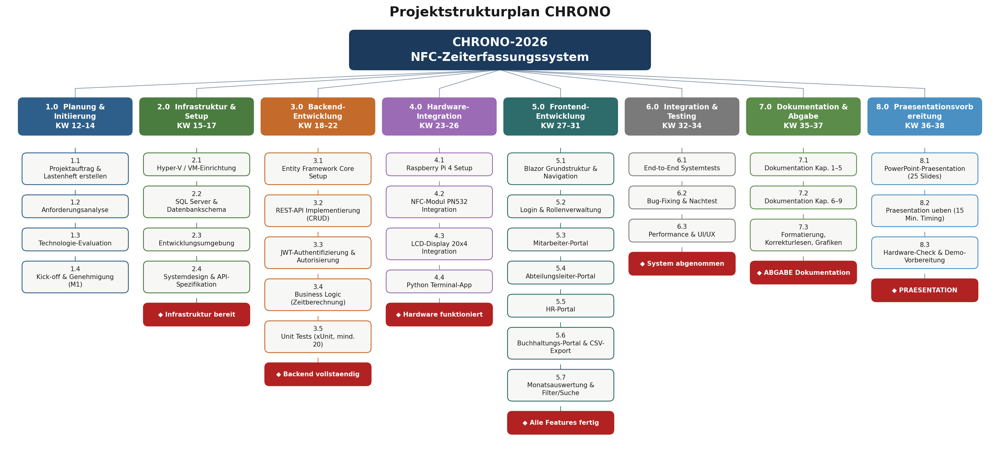 Projektstrukturplan CHRONO
CHRONO-2026
NFC-Zeiterfassungssystem
1.0 Planung &
Initiierung
KW 12–14
1.1
Projektauftrag &
Lastenheft erstellen
1.2
Anforderungsanalyse
1.3
Technologie-Evaluation
1.4
Kick-off & Genehmigung
(M1)
2.0 Infrastruktur &
Setup
KW 15–17
2.1
Hyper-V / VM-Einrichtung
2.2
SQL Server &
Datenbankschema
2.3
Entwicklungsumgebung
2.4
Systemdesign & API-
Spezifikation
◆ Infrastruktur bereit
3.0 Backend-
Entwicklung
KW 18–22
3.1
Entity Framework Core
Setup
3.2
REST-API Implementierung
(CRUD)
3.3
JWT-Authentifizierung &
Autorisierung
3.4
Business Logic
(Zeitberechnung)
3.5
Unit Tests (xUnit, mind.
20)
◆ Backend vollstaendig
4.0 Hardware-
Integration
KW 23–26
4.1
Raspberry Pi 4 Setup
4.2
NFC-Modul PN532
Integration
4.3
LCD-Display 20x4
Integration
4.4
Python Terminal-App
◆ Hardware funktioniert
5.0 Frontend-
Entwicklung
KW 27–31
5.1
Blazor Grundstruktur &
Navigation
5.2
Login & Rollenverwaltung
5.3
Mitarbeiter-Portal
5.4
Abteilungsleiter-Portal
5.5
HR-Portal
5.6
Buchhaltungs-Portal & CSV-
Export
5.7
Monatsauswertung &
Filter/Suche
◆ Alle Features fertig
6.0 Integration &
Testing
KW 32–34
6.1
End-to-End Systemtests
6.2
Bug-Fixing & Nachtest
6.3
Performance & UI/UX
◆ System abgenommen
7.0 Dokumentation &
Abgabe
KW 35–37
7.1
Dokumentation Kap. 1–5
7.2
Dokumentation Kap. 6–9
7.3
Formatierung,
Korrekturlesen, Grafiken
◆ ABGABE Dokumentation
8.0 Praesentationsvorb
ereitung
KW 36–38
8.1
PowerPoint-Praesentation
(25 Slides)
8.2
Praesentation ueben (15
Min. Timing)
8.3
Hardware-Check & Demo-
Vorbereitung
◆ PRAESENTATION